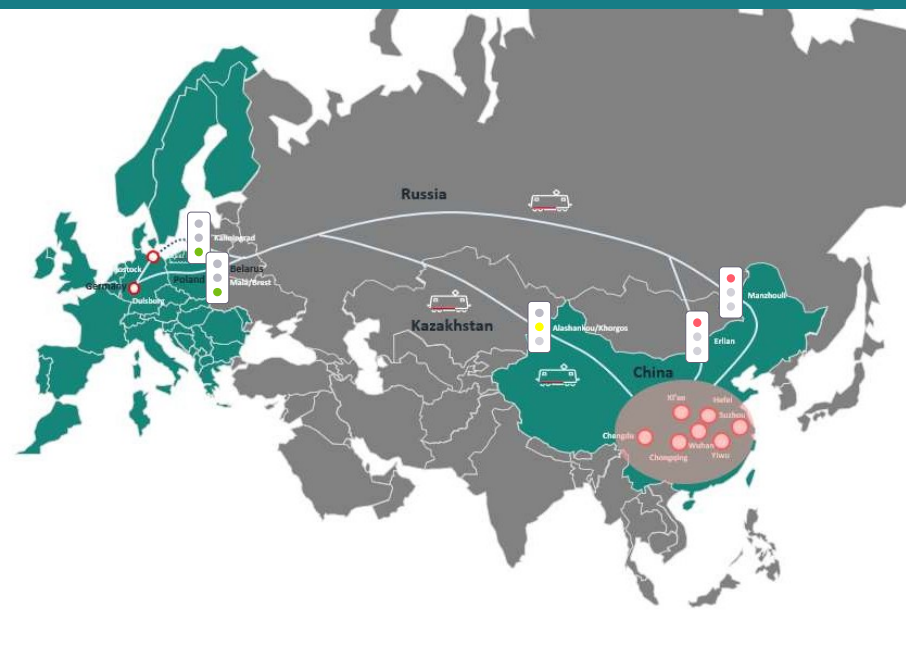 Russia
Kaliningrad
Belarus
Mala/Brest
Poland
Germany
Duisburg
Manzhouli
Kazakhstan
Alashankou/Khorgos
Erlian
China
Xi'an
Hefei
Suzhou
Chengdu
Wuhan
Yiwu
Chongqing